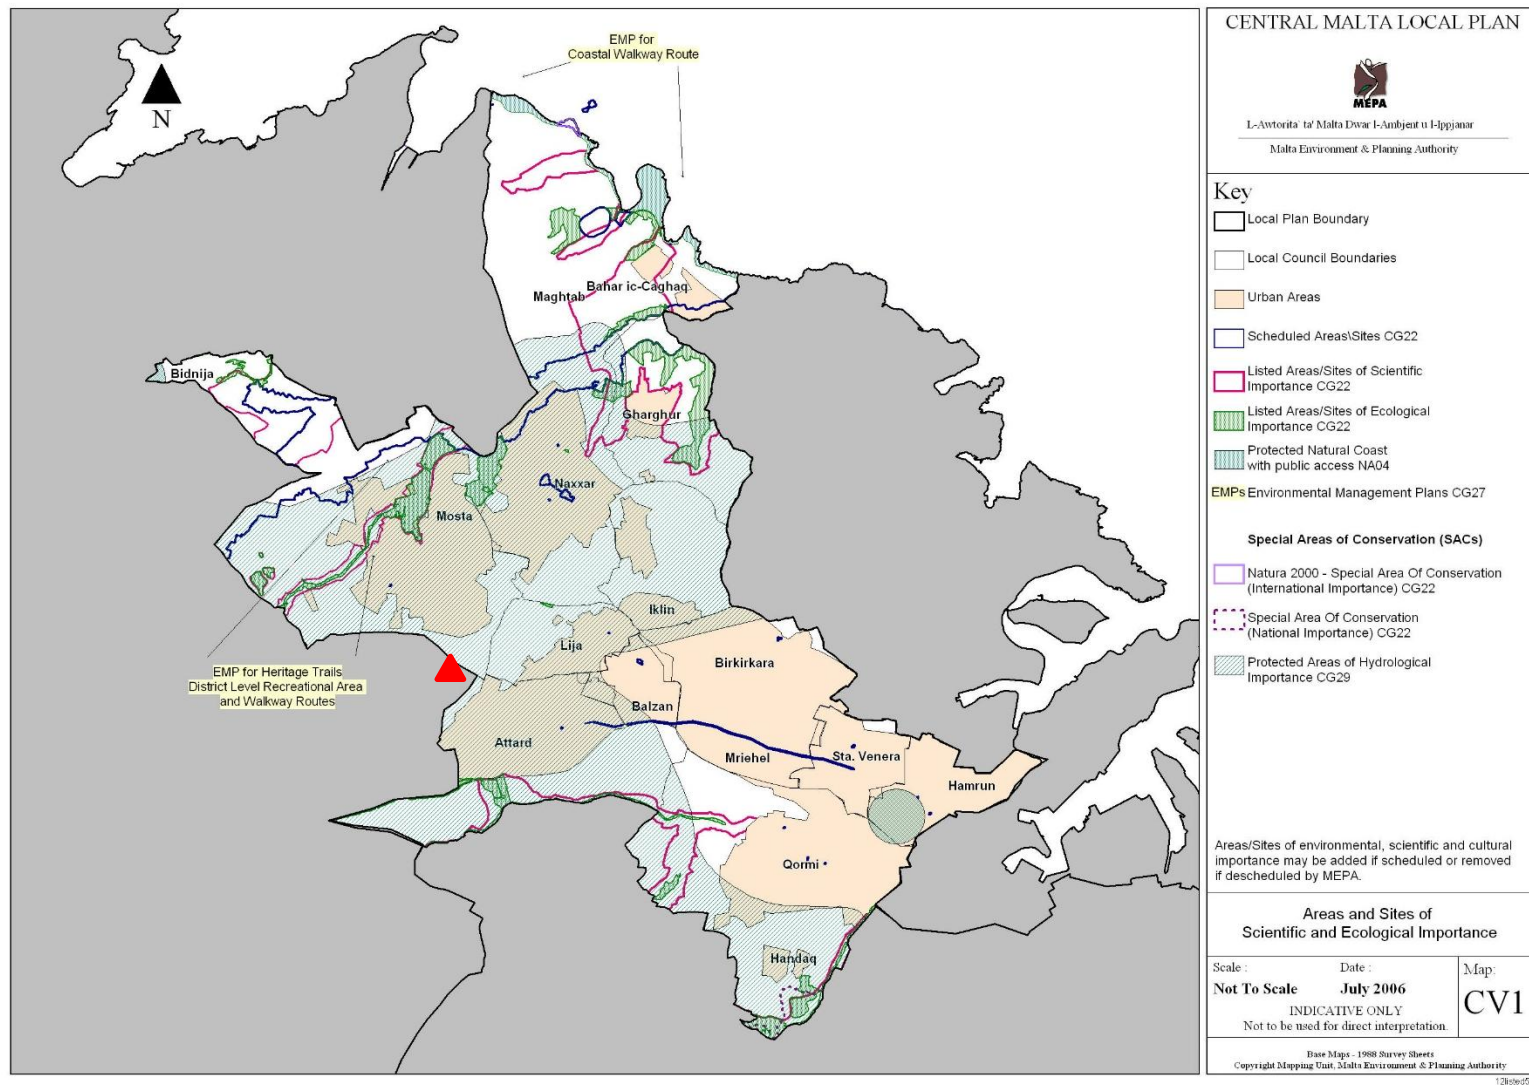 EMP for
Coastal Walkway Route
N
Maghtab
Bahar ic-Caghaq
Bidnija
Gharghur
Naxxar
Mosta
Iklin
Lija
Birkirkara
EMP for Heritage Trails
District Level Recreational Area
and Walkway Routes
Balzan
Attard
Mriehel
Sta. Venera
Hamrun
Qormi
Handaq
CENTRAL MALTA LOCAL PLAN
MEPA
L-Awtorita` ta' Malta Dwar l-Ambjent u l-Ippjanar
Malta Environment & Planning Authority
Key
Local Plan Boundary
Local Council Boundaries
Urban Areas
Scheduled Areas\Sites CG22
Listed Areas/Sites of Scientific
Importance CG22
Listed Areas/Sites of Ecological
Importance CG22
Protected Natural Coast
with public access NA04
EMPs Environmental Management Plans CG27
Special Areas of Conservation (SACs)
Natura 2000 - Special Area Of Conservation
(International Importance) CG22
Special Area Of Conservation
(National Importance) CG22
Protected Areas of Hydrological
Importance CG29
Areas/Sites of environmental, scientific and cultural
importance may be added if scheduled or removed
if descheduled by MEPA.
Areas and Sites of
Scientific and Ecological Importance
Scale :
Not To Scale
Date :
July 2006
INDICATIVE ONLY
Not to be used for direct interpretation.
Map:
CV1
Base Maps - 1988 Survey Sheets
Copyright Mapping Unit, Malta Environment & Planning Authority